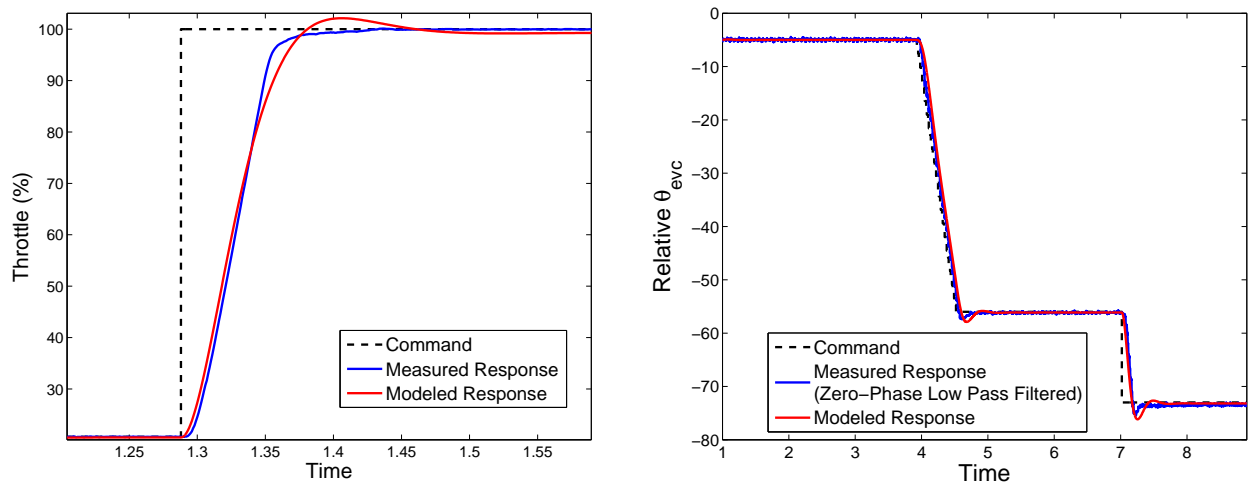 100
90
80
70
60
50
40
30
Throttle (%)
1.25
1.3
1.35
1.4
1.45
1.5
1.55
Time
Command
Measured Response
Modeled Response
0
−10
−20
−30
−40
−50
−60
−70
−80
Relative θevc
1
2
3
4
5
6
7
8
Time
Command
Measured Response
(Zero−Phase Low Pass Filtered)
Modeled Response